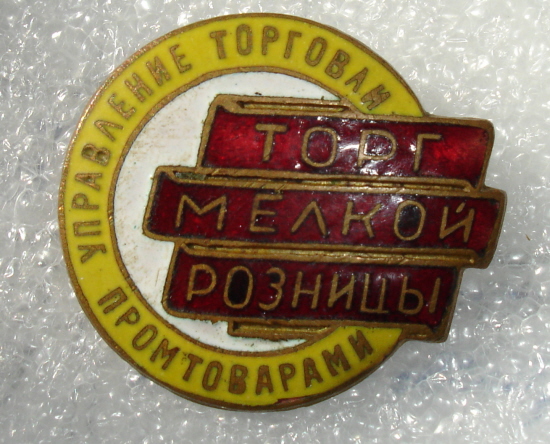 УПРАВЛЕНИЕ ТОРГОВЛИ
ПРОМТОВАРАМИ
ТОРГ
МЕЛКОЙ
РОЗНИЦЫ